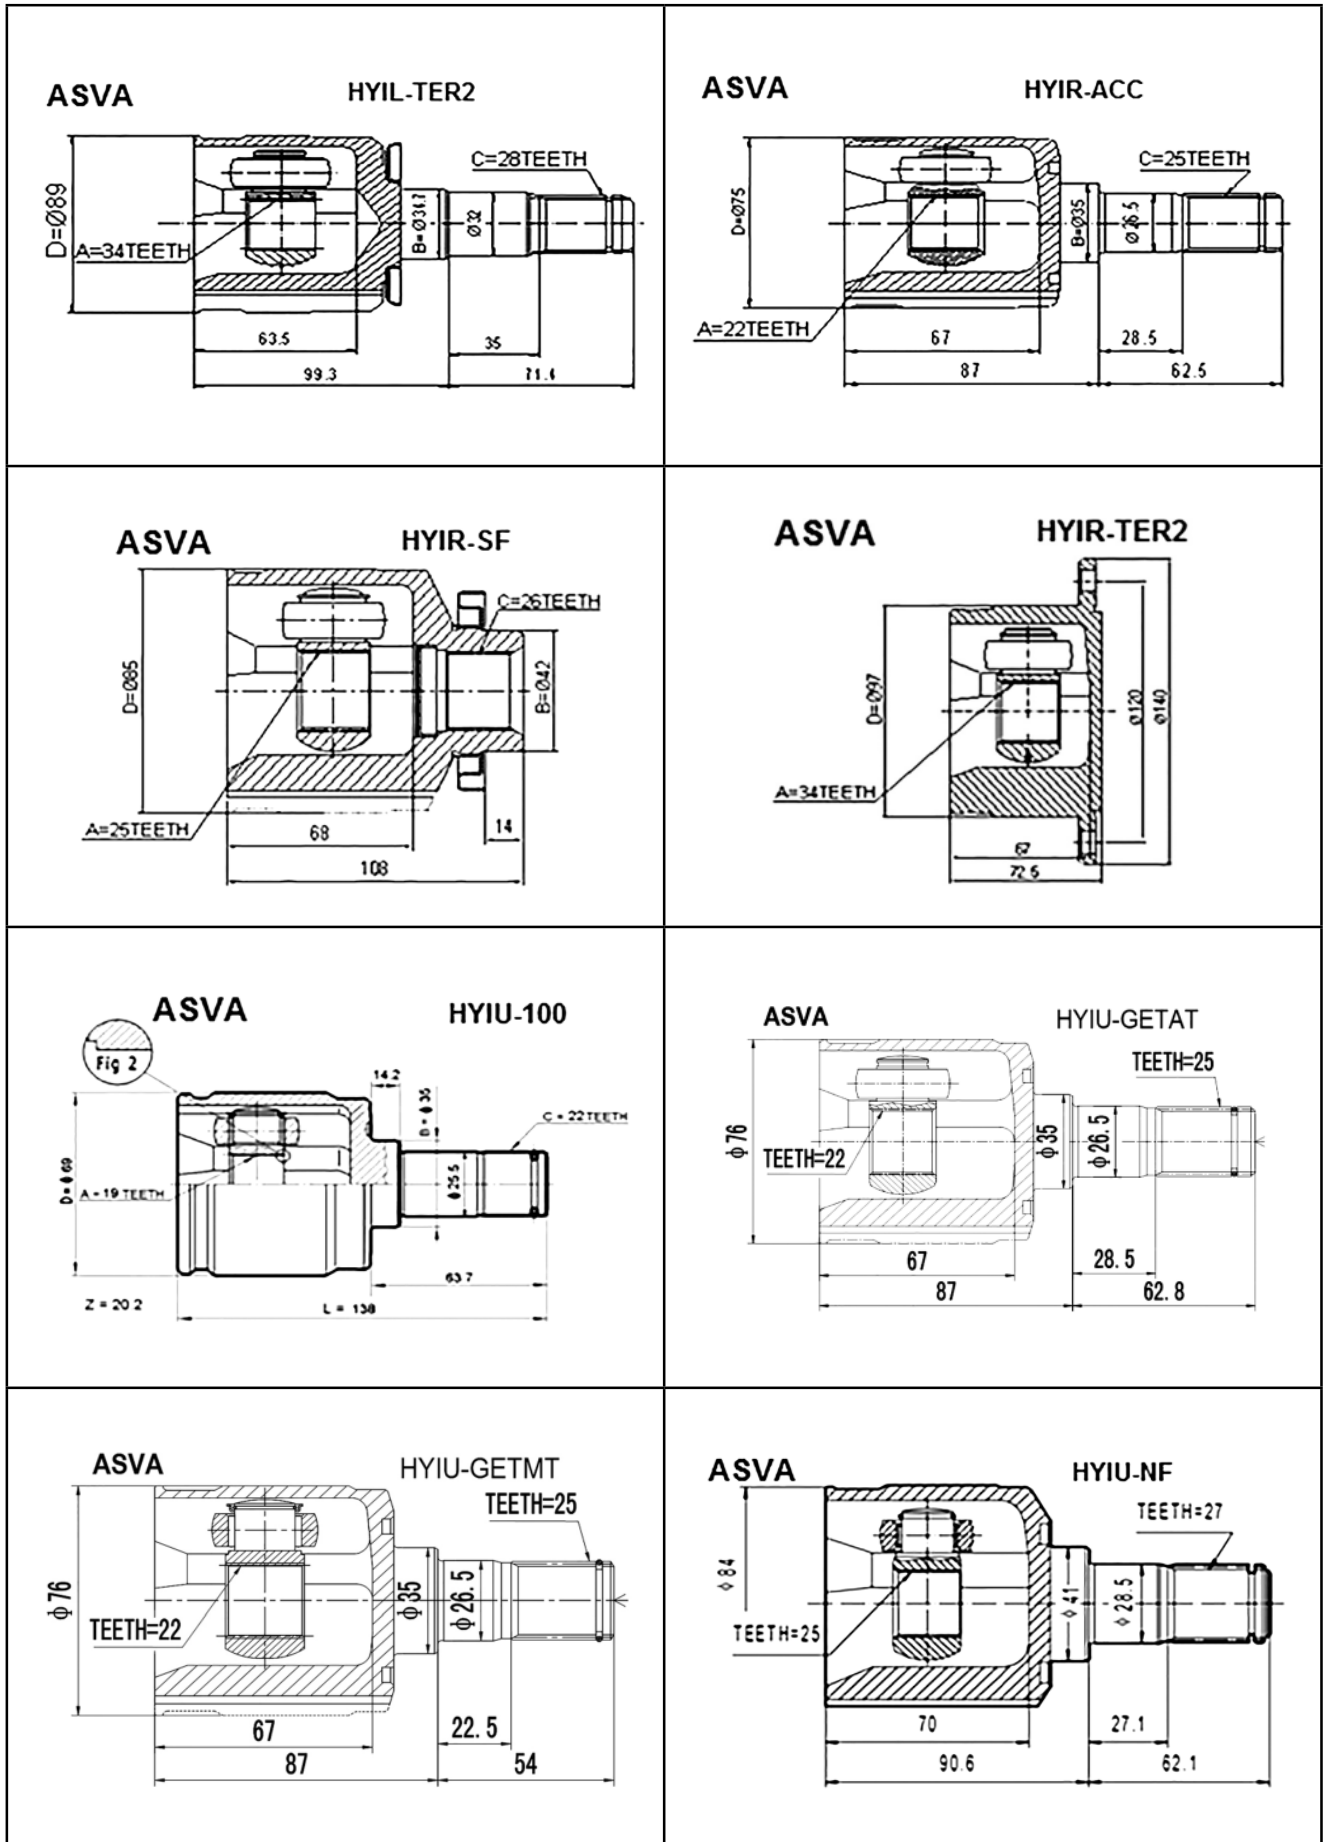 ASVA
HYIL-TER2
C=28TEETH
D=Ø89
A=34TEETH
B=Ø36.7
Ø32
63.5
35
99.3
71.4
ASVA
HYIR-ACC
C=25TEETH
D=Ø75
B=Ø35
Ø26.5
A=22TEETH
67
28.5
87
62.5
ASVA
HYIR-SF
C=26TEETH
D=Ø85
B=Ø42
A=25TEETH
68
14
108
ASVA
HYIR-TER2
D=Ø97
Ø120
Ø140
A=34TEETH
67
ASVA
HYIU-100
Fig 2
14.2
B = ϕ 35
C = 22 TEETH
D = ϕ 69
A = 19 TEETH
ϕ25.5
63.7
Z = 20.2
L = 138
ASVA
HYIU-GETAT
TEETH=25
ϕ76
TEETH=22
ϕ35
ϕ26.5
67
28.5
87
62.8
ASVA
HYIU-GETMT
TEETH=25
ϕ76
TEETH=22
ϕ35
ϕ26.5
67
22.5
87
54
ASVA
HYIU-NF
TEETH=27
ϕ84
TEETH=25
ϕ41
ϕ28.5
70
27.1
90.6
62.1